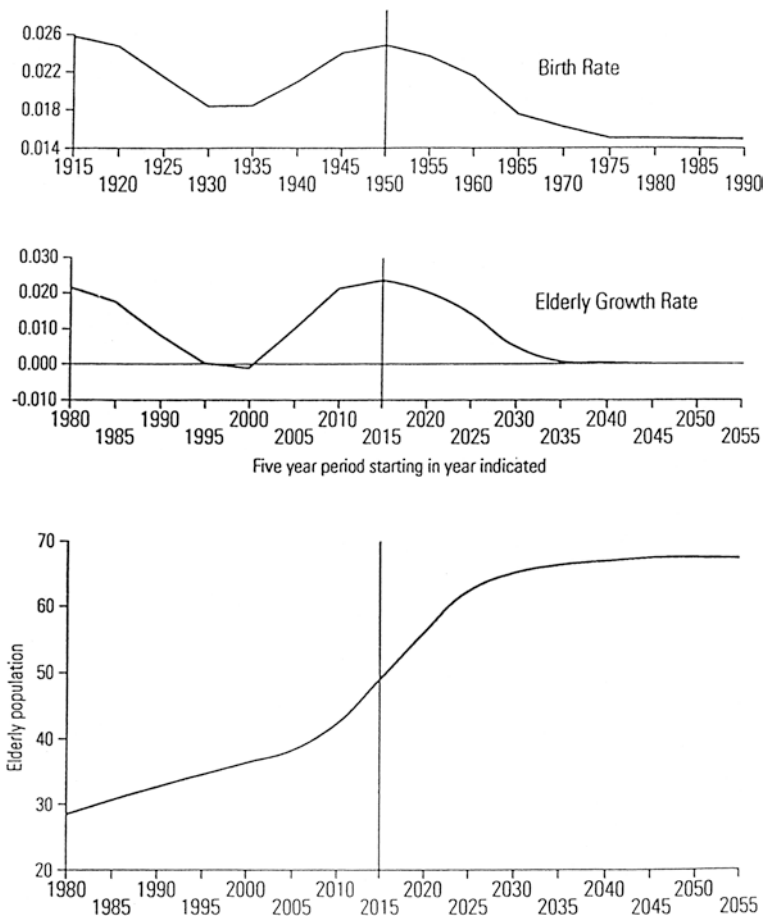 0.026
Birth Rate
0.022
0.018
0.014
1915 1925 1930 1935 1945 1955 1965 1975 1985
1920 1930 1940 1950 1960 1970 1980 1990
0.030
0.020
Elderly Growth Rate
0.010
0.000
-0.010
1980 1990 2000 2010 2020 2030 2040 2050
1985 1995 2005 2015 2025 2035 2045 2055
Five year period starting in year indicated
70
60
50
Elderly population
40
30
20
1980 1990 2000 2010 2020 2030 2040 2050
1985 1995 2005 2015 2025 2035 2045 2055